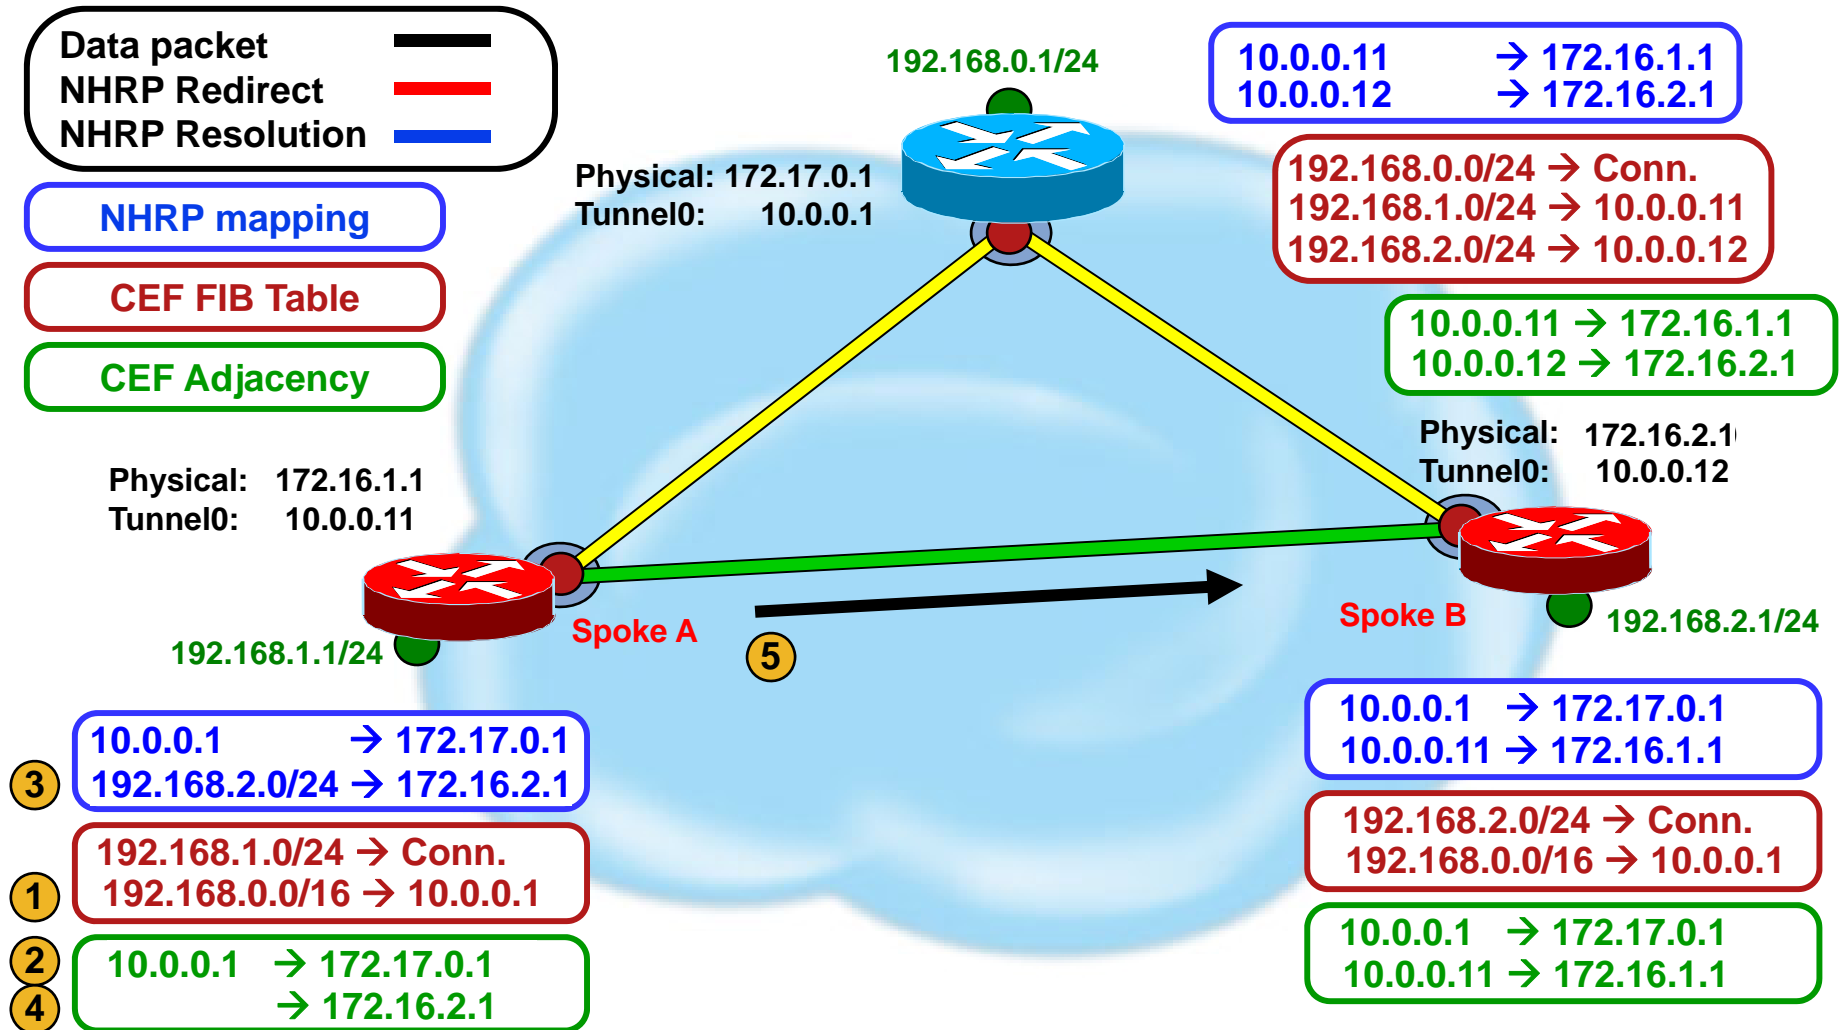 Data packet
NHRP Redirect
NHRP Resolution
NHRP mapping
CEF FIB Table
CEF Adjacency
192.168.0.1/24
Physical: 172.17.0.1
Tunnel0: 10.0.0.1
10.0.0.11 → 172.16.1.1
10.0.0.12 → 172.16.2.1
192.168.0.0/24 → Conn.
192.168.1.0/24 → 10.0.0.11
192.168.2.0/24 → 10.0.0.12
10.0.0.11 → 172.16.1.1
10.0.0.12 → 172.16.2.1
Physical: 172.16.1.1
Tunnel0: 10.0.0.11
Physical: 172.16.2.1
Tunnel0: 10.0.0.12
192.168.1.1/24
Spoke A
5
Spoke B
192.168.2.1/24
10.0.0.1 → 172.17.0.1
3 192.168.2.0/24 → 172.16.2.1
192.168.1.0/24 → Conn.
1 192.168.0.0/16 → 10.0.0.1
2 10.0.0.1 → 172.17.0.1
4 → 172.16.2.1
10.0.0.1 → 172.17.0.1
10.0.0.11 → 172.16.1.1
192.168.2.0/24 → Conn.
192.168.0.0/16 → 10.0.0.1
10.0.0.1 → 172.17.0.1
10.0.0.11 → 172.16.1.1